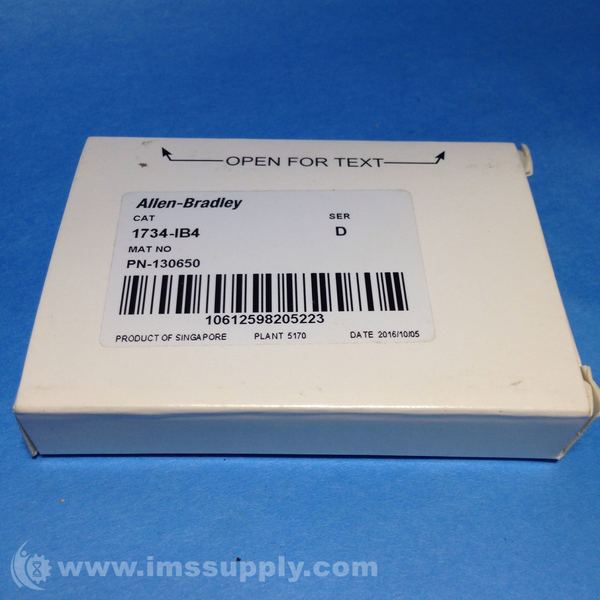 OPEN FOR TEXT
Allen-Bradley
CAT
SER
1734-IB4
D
MAT NO
PN-130650
10612598205223
PRODUCT OF SINGAPORE PLANT 5170 DATE 2016/10/05
www.imssupply.com